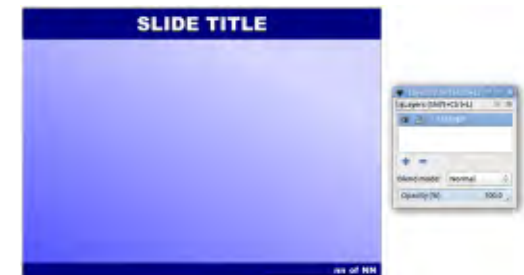 SLIDE TITLE
Layers (Shift+Ctrl+L)
Blend mode: Normal
Opacity (%) 100.0
nn of NN